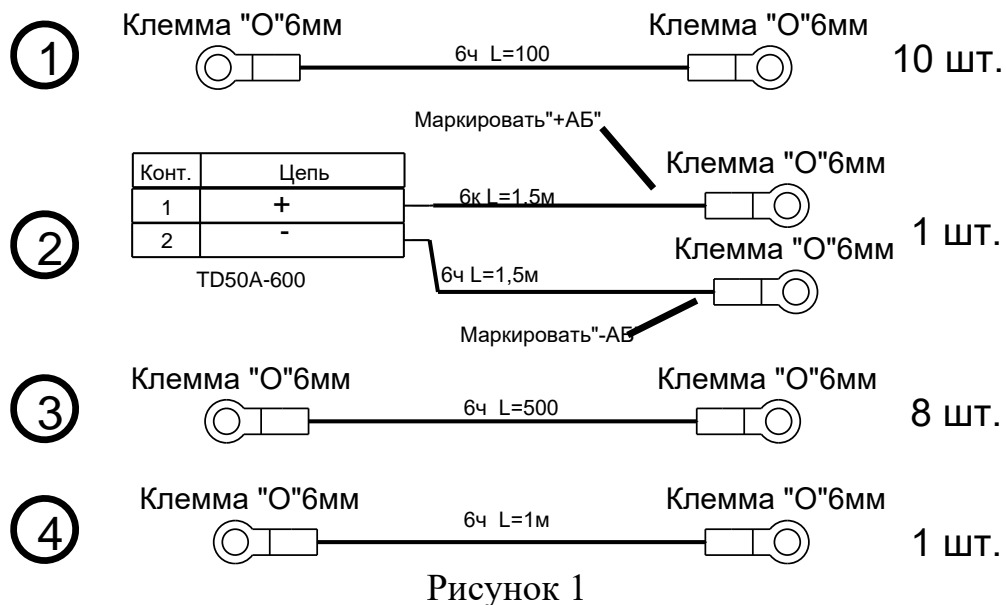 1
Клемма "О"6мм
Клемма "О"6мм
6ч L=100
10 шт.
Маркировать"+АБ"
2
Конт.
Цепь
1
+
2
-
TD50A-600
6к L=1.5м
Клемма "О"6мм
6ч L=1,5м
Клемма "О"6мм
Маркировать"-АБ
1 шт.
3
Клемма "О"6мм
Клемма "О"6мм
6ч L=500
8 шт.
4
Клемма "О"6мм
Клемма "О"6мм
6ч L=1м
1 шт.
Рисунок 1